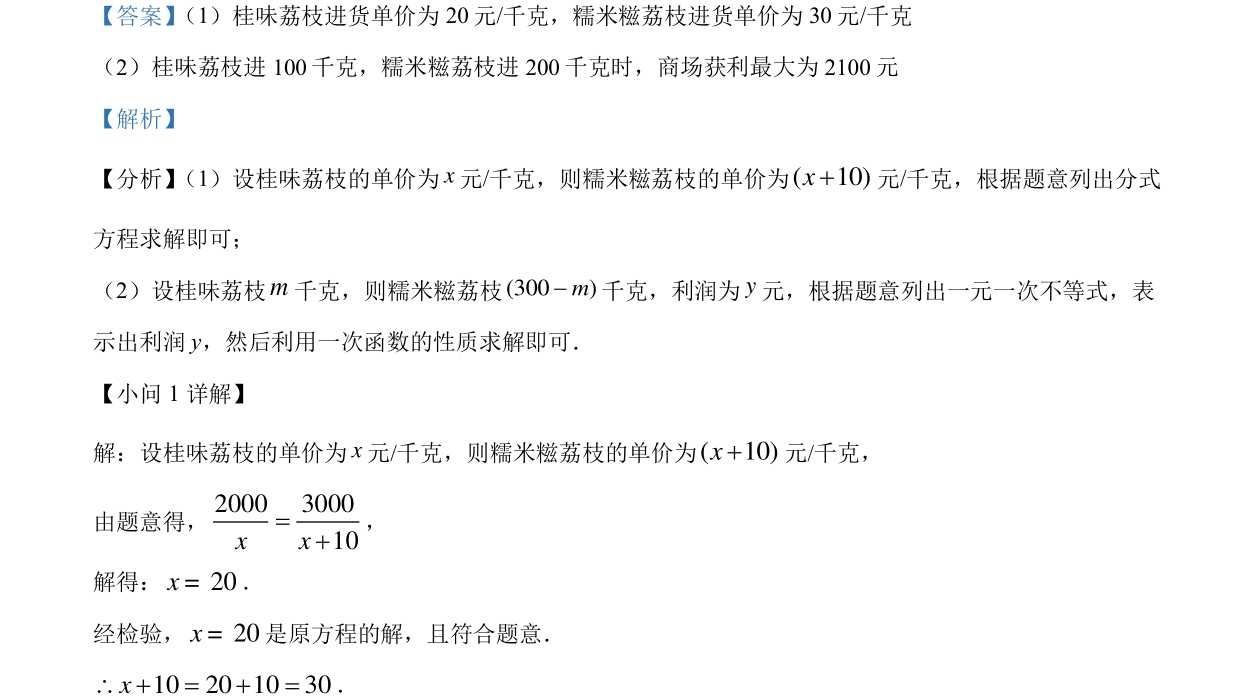 【答案】（1）桂味荔枝进货单价为 20 元/千克，糯米糍荔枝进货单价为 30 元/千克
（2）桂味荔枝进 100 千克，糯米糍荔枝进 200 千克时，商场获利最大为 2100 元
【解析】
【分析】（1）设桂味荔枝的单价为 x 元/千克，则糯米糍荔枝的单价为 (x+10) 元/千克，根据题意列出分式
方程求解即可；
（2）设桂味荔枝 m 千克，则糯米糍荔枝 (300－m) 千克，利润为 y 元，根据题意列出一元一次不等式，表
示出利润 y，然后利用一次函数的性质求解即可．
【小问 1 详解】
解：设桂味荔枝的单价为 x 元/千克，则糯米糍荔枝的单价为 (x+10) 元/千克，
由题意得，2000/x = 3000/(x+10)，
解得：x = 20．
经检验，x = 20 是原方程的解，且符合题意．
∴ x+10 = 20+10 = 30．